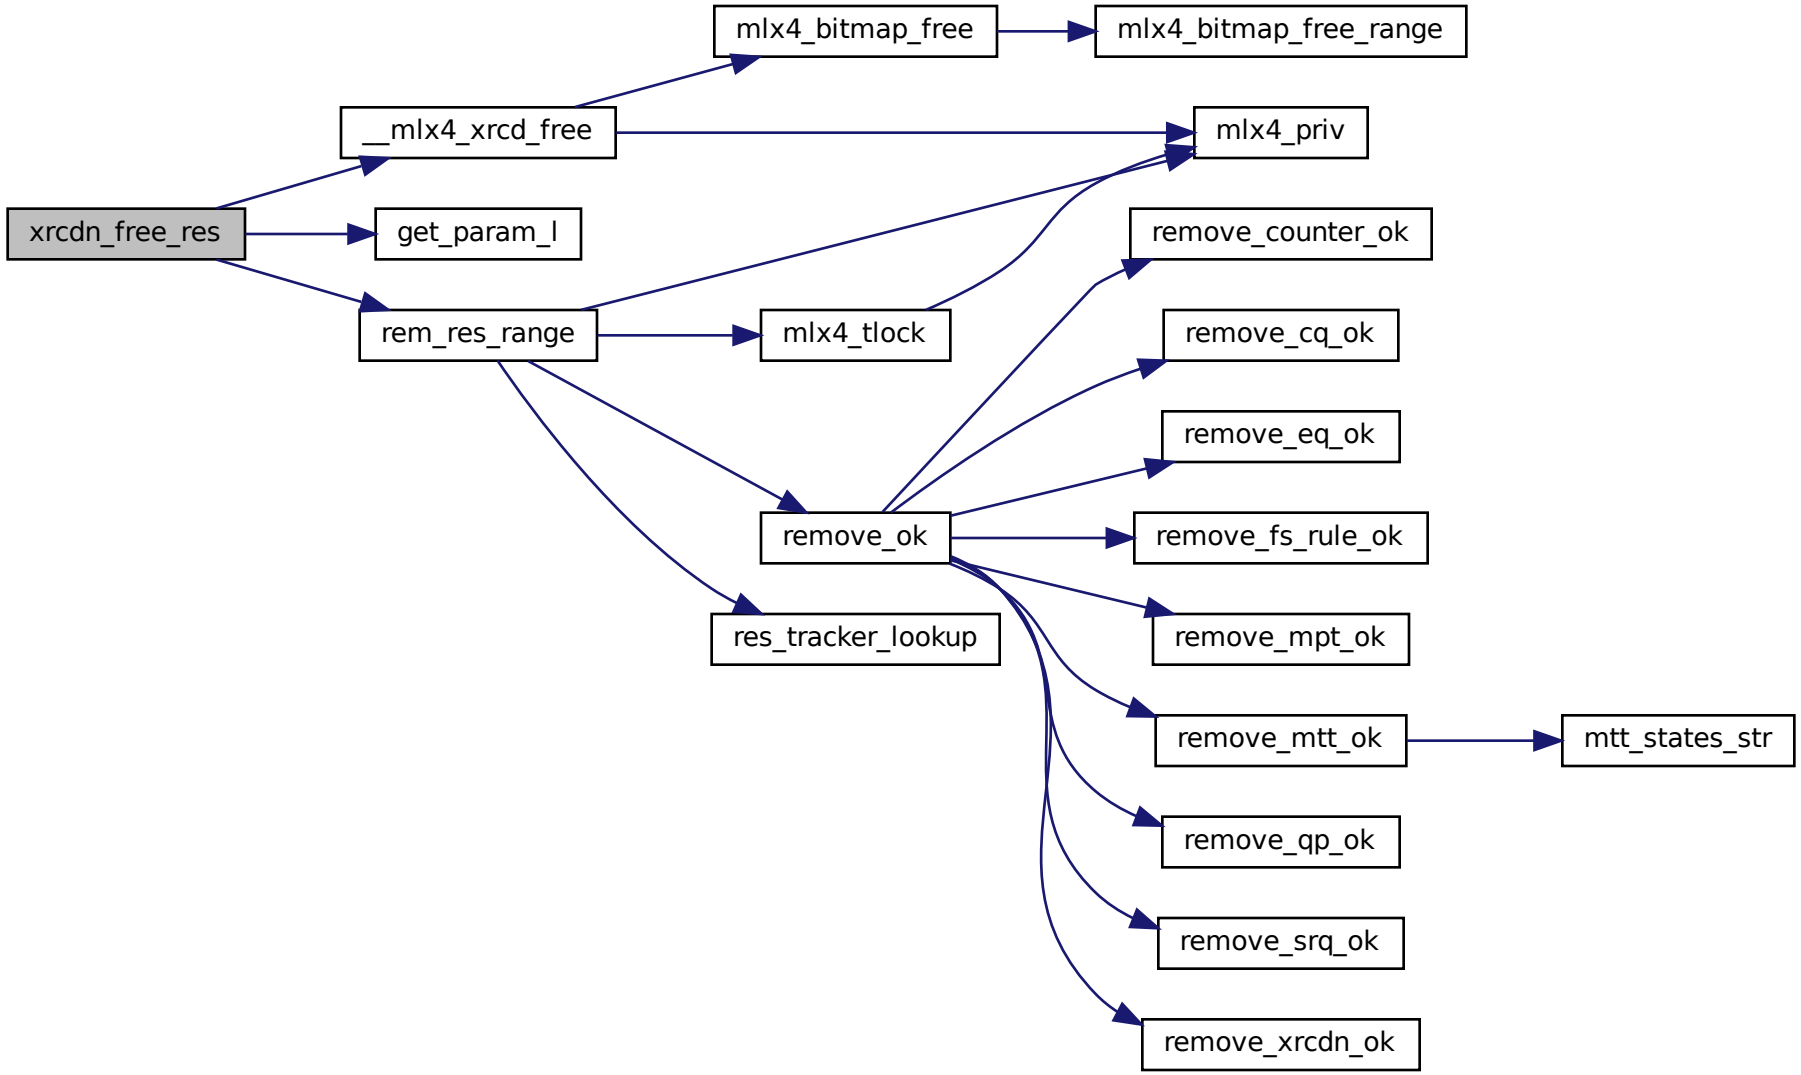 mlx4_bitmap_free
mlx4_bitmap_free_range
__mlx4_xrcd_free
mlx4_priv
xrcdn_free_res
get_param_l
remove_counter_ok
rem_res_range
mlx4_tlock
remove_cq_ok
remove_eq_ok
remove_ok
remove_fs_rule_ok
res_tracker_lookup
remove_mpt_ok
remove_mtt_ok
mtt_states_str
remove_qp_ok
remove_srq_ok
remove_xrcdn_ok